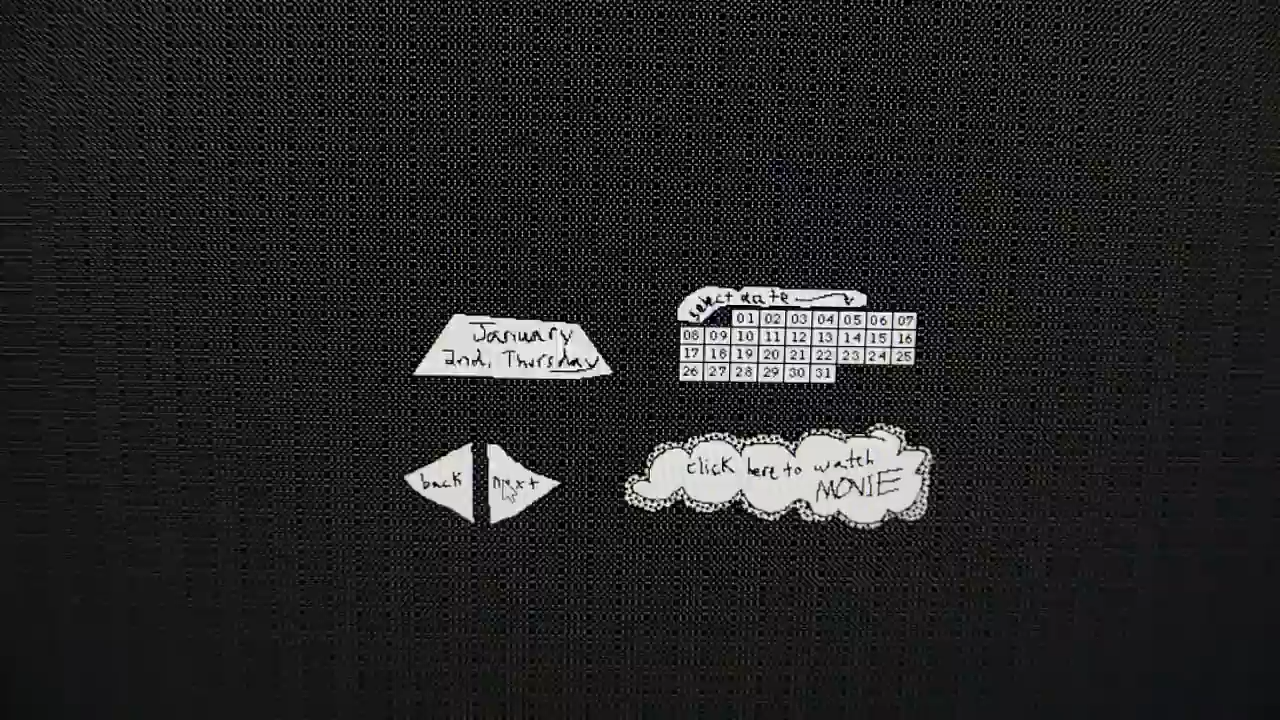 January
2nd, Thursday
select date
01 02 03 04 05 06 07
08 09 10 11 12 13 14 15 16
17 18 19 20 21 22 23 24 25
26 27 28 29 30 31
back next
click here to watch
MOVIE